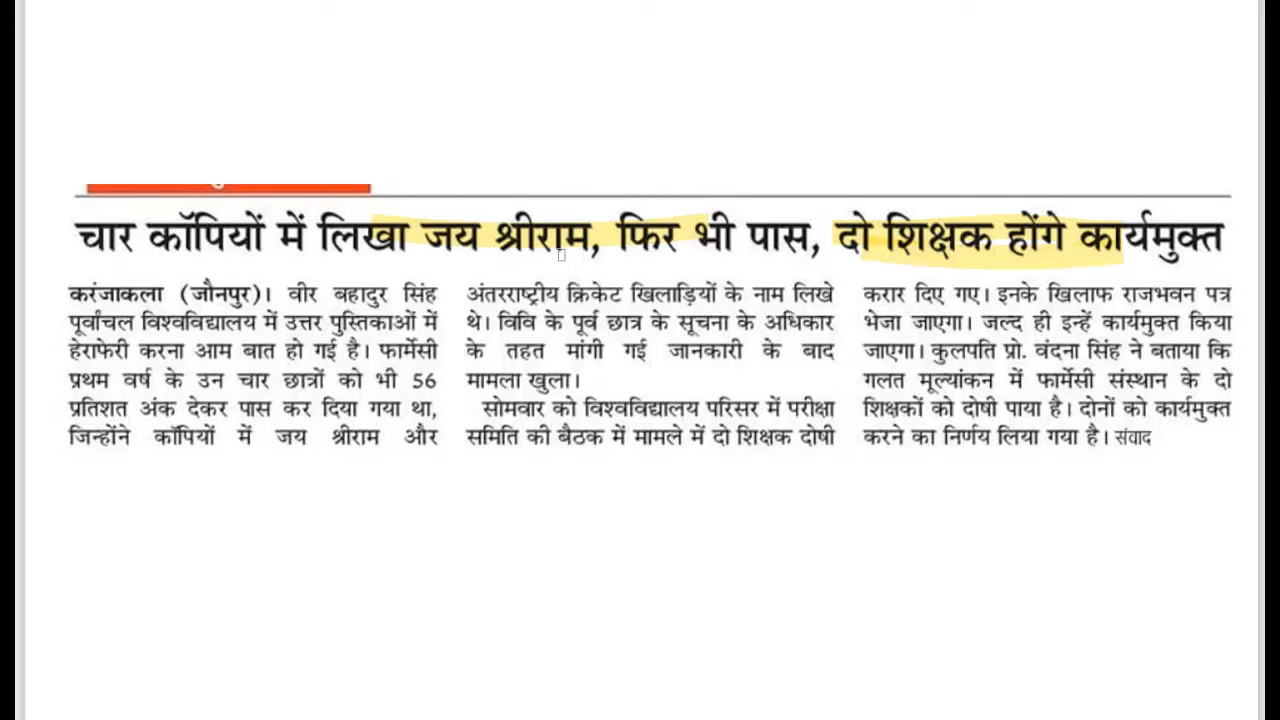 चार कॉपियों में लिखा जय श्रीराम, फिर भी पास, दो शिक्षक होंगे कार्यमुक्त
करंजाकला (जौनपुर)। वीर बहादुर सिंह
पूर्वांचल विश्वविद्यालय में उत्तर पुस्तिकाओं में
हेराफेरी करना आम बात हो गई है। फार्मेसी
प्रथम वर्ष के उन चार छात्रों को भी 56
प्रतिशत अंक देकर पास कर दिया गया था,
जिन्होंने कॉपियों में जय श्रीराम और
अंतरराष्ट्रीय क्रिकेट खिलाड़ियों के नाम लिखे
थे। विवि के पूर्व छात्र के सूचना के अधिकार
के तहत मांगी गई जानकारी के बाद
मामला खुला।
सोमवार को विश्वविद्यालय परिसर में परीक्षा
समिति की बैठक में मामले में दो शिक्षक दोषी
करार दिए गए। इनके खिलाफ राजभवन पत्र
भेजा जाएगा। जल्द ही इन्हें कार्यमुक्त किया
जाएगा। कुलपति प्रो. वंदना सिंह ने बताया कि
गलत मूल्यांकन में फार्मेसी संस्थान के दो
शिक्षकों को दोषी पाया है। दोनों को कार्यमुक्त
करने का निर्णय लिया गया है। संवाद